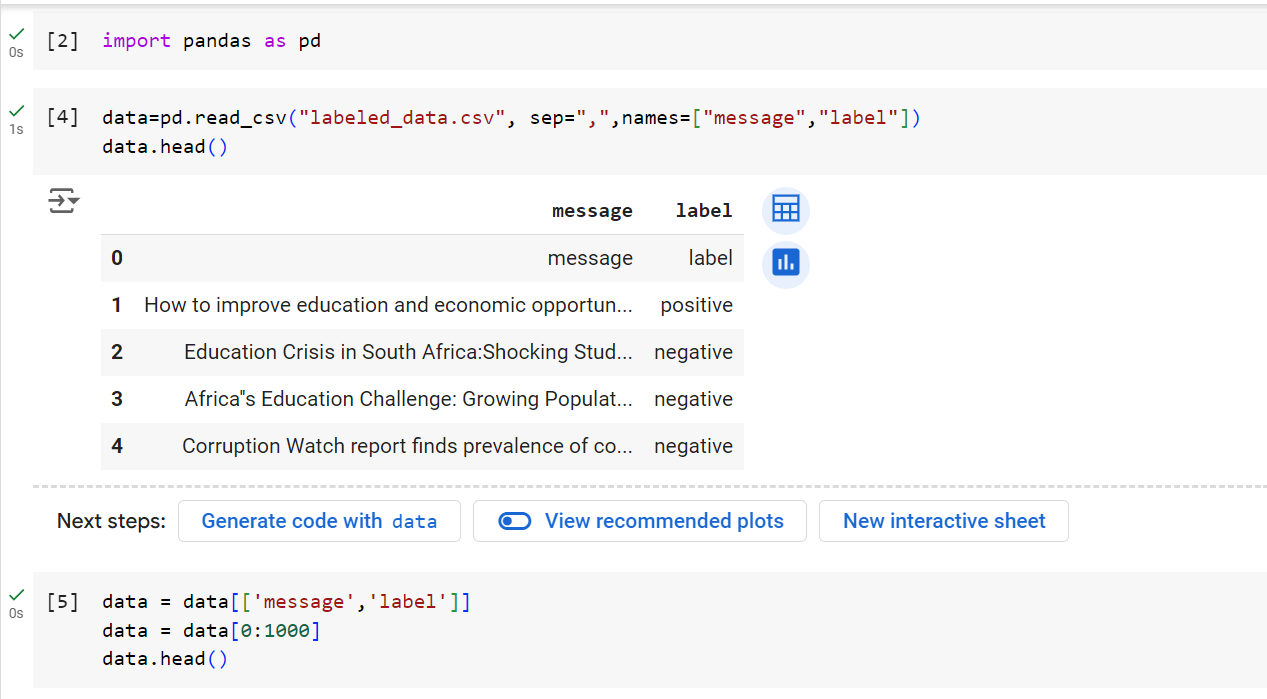 [2] import pandas as pd
0s
[4] data=pd.read_csv("labeled_data.csv", sep=",",names=["message","label"])
1s
data.head()
message label
0 message label
1 How to improve education and economic opportun... positive
2 Education Crisis in South Africa:Shocking Stud... negative
3 Africa"s Education Challenge: Growing Populat... negative
4 Corruption Watch report finds prevalence of co... negative
Next steps: Generate code with data View recommended plots New interactive sheet
[5] data = data[['message','label']]
0s
data = data[0:1000]
data.head()